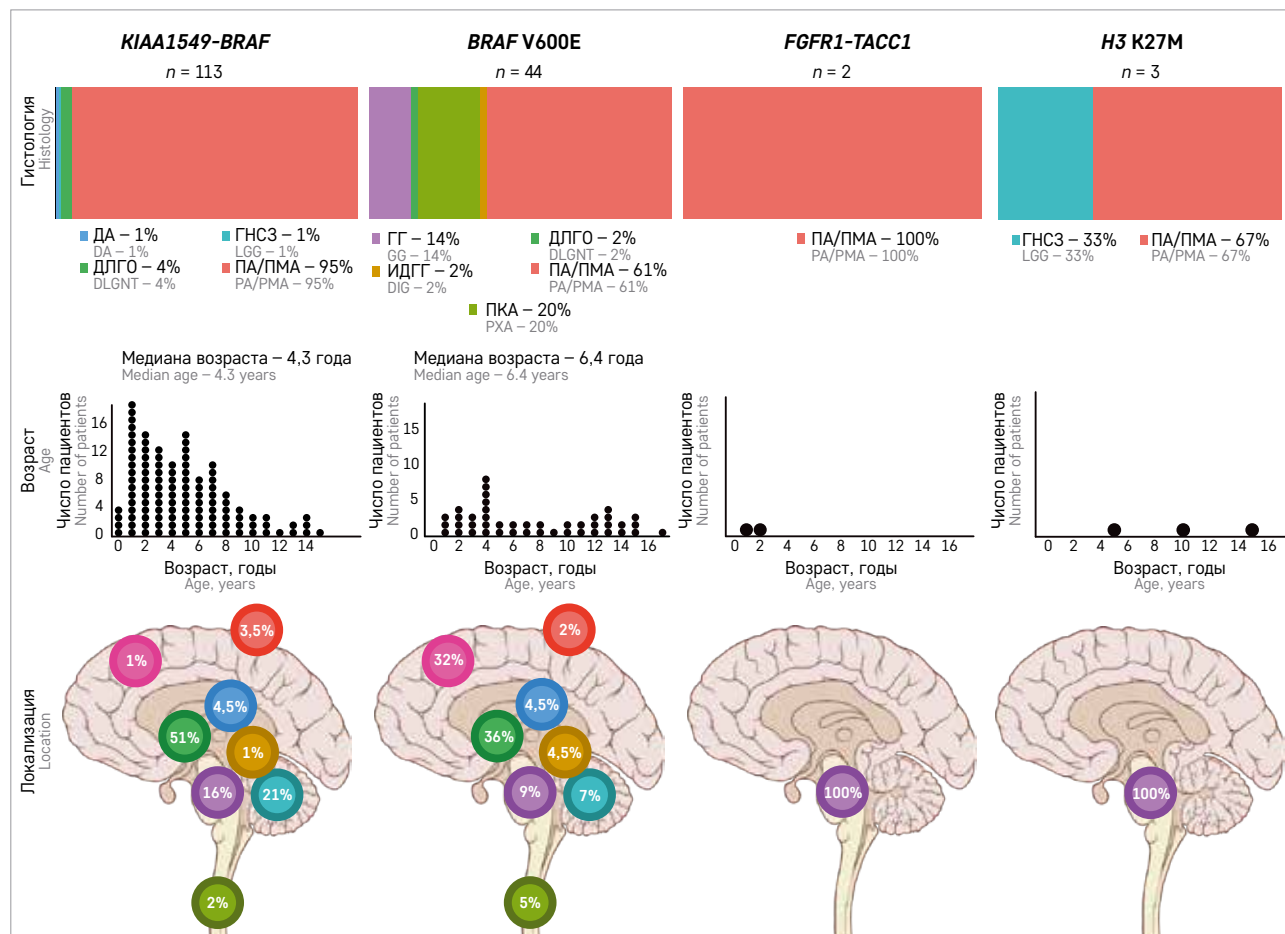 KIAA1549-BRAF
n = 113
BRAF V600E
n = 44
FGFR1-TACC1
n = 2
H3 K27M
n = 3
Гистология
Histology
ДА – 1%
DA – 1%
ГНСЗ – 1%
LGG – 1%
ДЛГО – 4%
DLGNT – 4%
ПА/ПМА – 95%
PA/PMA – 95%
ГГ – 14%
GG – 14%
ДЛГО – 2%
DLGNT – 2%
ИДГГ – 2%
DIG – 2%
ПА/ПМА – 61%
PA/PMA – 61%
ПКА – 20%
PXA – 20%
ПА/ПМА – 100%
PA/PMA – 100%
ГНСЗ – 33%
LGG – 33%
ПА/ПМА – 67%
PA/PMA – 67%
Возраст
Age
Медиана возраста – 4,3 года
Median age – 4.3 years
Число пациентов
Number of patients
16
12
8
4
0
0 2 4 6 8 10 12 14
Возраст, годы
Age, years
Медиана возраста – 6,4 года
Median age – 6.4 years
Число пациентов
Number of patients
15
10
5
0
0 2 4 6 8 10 12 14 16
Возраст, годы
Age, years
Число пациентов
Number of patients
0 2 4 6 8 10 12 14 16
Возраст, годы
Age, years
Число пациентов
Number of patients
0 2 4 6 8 10 12 14 16
Возраст, годы
Age, years
Локализация
Location
3,5%
1%
4,5%
51%
1%
16%
21%
2%
2%
32%
4,5%
36%
4,5%
9%
7%
5%
100%
100%